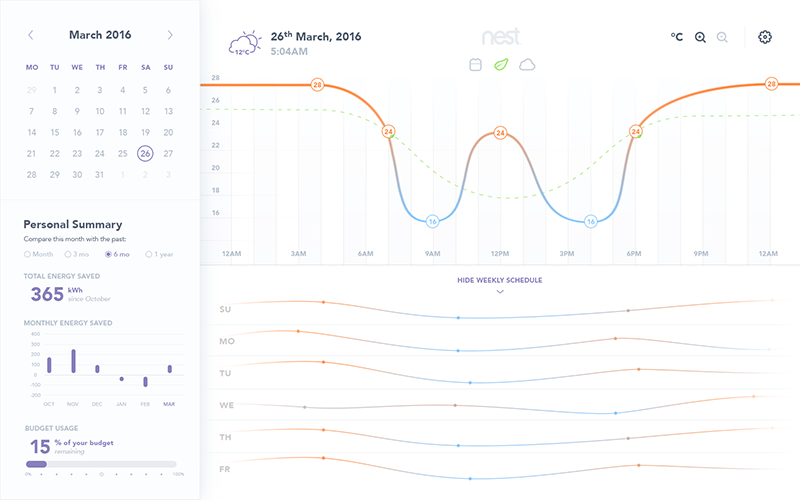 March 2016
MO TU WE TH FR SA SU
29 1 2 3 4 5 6
7 8 9 10 11 12 13
14 15 16 17 18 19 20
21 22 23 24 25 26 27
28 29 30 31 1 2 3
Personal Summary
Compare this month with the past:
Month 3 mo 6 mo 1 year
TOTAL ENERGY SAVED
365 kWh
since October
MONTHLY ENERGY SAVED
400
300
200
100
0
-100
-200
OCT NOV DEC JAN FEB MAR
BUDGET USAGE
15 % of your budget
remaining
0% 100%
12°C
26th March, 2016
5:04AM
nest
°C
28
26
24
22
20
18
16
28 24 16 24 16 24 28
12AM 3AM 6AM 9AM 12PM 3PM 6PM 9PM 12AM
HIDE WEEKLY SCHEDULE
SU
MO
TU
WE
TH
FR